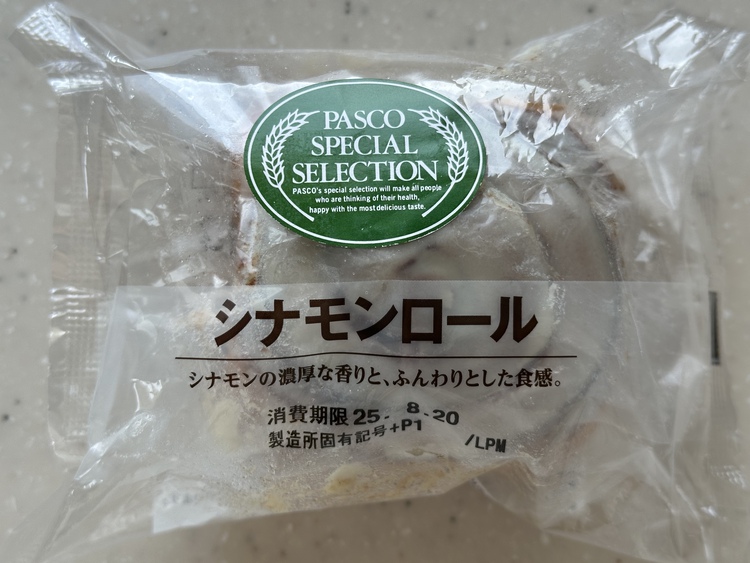 PASCO
SPECIAL
SELECTION
PASCO's special selection will make all people
who are thinking of their health,
happy with the most delicious taste.
シナモンロール
シナモンの濃厚な香りと、ふんわりとした食感。
消費期限 25. 8.20
製造所固有記号 +P1 /LPM